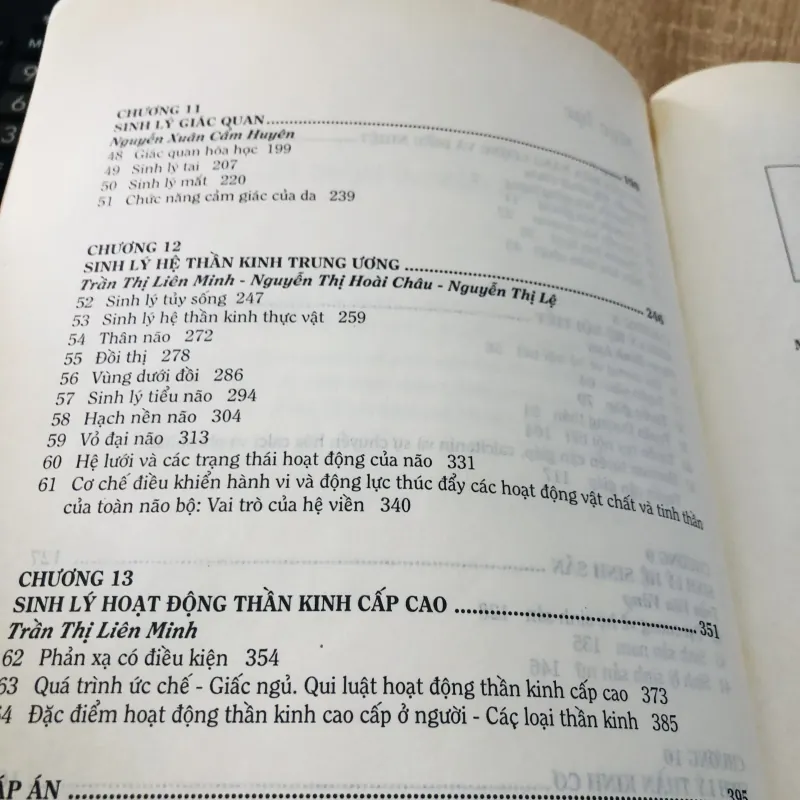 CHƯƠNG 11
SINH LÝ GIÁC QUAN ........ 198
Nguyễn Xuân Cẩm Huyên
48 Giác quan hóa học 199
49 Sinh lý tai 207
50 Sinh lý mắt 220
51 Chức năng cảm giác của da 239
CHƯƠNG 12
SINH LÝ HỆ THẦN KINH TRUNG ƯƠNG ........ 246
Trần Thị Liên Minh - Nguyễn Thị Hoài Châu - Nguyễn Thị Lệ
52 Sinh lý tủy sống 247
53 Sinh lý hệ thần kinh thực vật 259
54 Thân não 272
55 Đồi thị 278
56 Vùng dưới đồi 286
57 Sinh lý tiểu não 294
58 Hạch nền não 304
59 Vỏ đại não 313
60 Hệ lưới và các trạng thái hoạt động của não 331
61 Cơ chế điều khiển hành vi và động lực thúc đẩy các hoạt động vật chất và tinh thần
của toàn não bộ: Vai trò của hệ viền 340
CHƯƠNG 13
SINH LÝ HOẠT ĐỘNG THẦN KINH CẤP CAO ........ 351
Trần Thị Liên Minh
62 Phản xạ có điều kiện 354
63 Quá trình ức chế - Giấc ngủ. Qui luật hoạt động thần kinh cấp cao 373
64 Đặc điểm hoạt động thần kinh cao cấp ở người - Các loại thần kinh 385
ÁP ÁN ........ 395